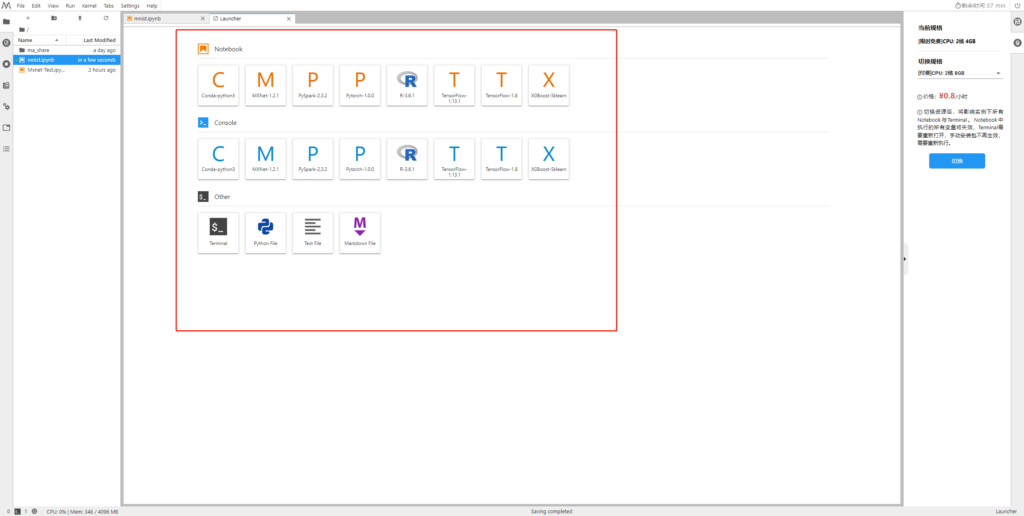 File Edit View Run Kernel Tabs Settings Help
剩余时间: 57 min
mnist.ipynb
Launcher
/
Name
Last Modified
ma_share
a day ago
mnist.ipynb
in a few seconds
Mxnet-Test.ipy...
2 hours ago
Notebook
Conda-python3
MXNet-1.2.1
PySpark-2.3.2
Pytorch-1.0.0
R-3.6.1
TensorFlow-1.13.1
TensorFlow-1.8
XGBoost-Sklearn
Console
Conda-python3
MXNet-1.2.1
PySpark-2.3.2
Pytorch-1.0.0
R-3.6.1
TensorFlow-1.13.1
TensorFlow-1.8
XGBoost-Sklearn
Other
Terminal
Python File
Text File
Markdown File
当前规格
[限时免费]CPU: 2核 4GB
切换规格
[付费]CPU: 2核 8GB
价格: ¥0.8/小时
切换资源后, 将影响实例下所有
Notebook与Terminal。Notebook中
执行的所有变量将失效, Terminal需
要重新打开, 手动安装包不再生效,
需要重新执行。
切换
0
1
CPU: 0% | Mem: 346 / 4096 MB
Saving completed
Launcher